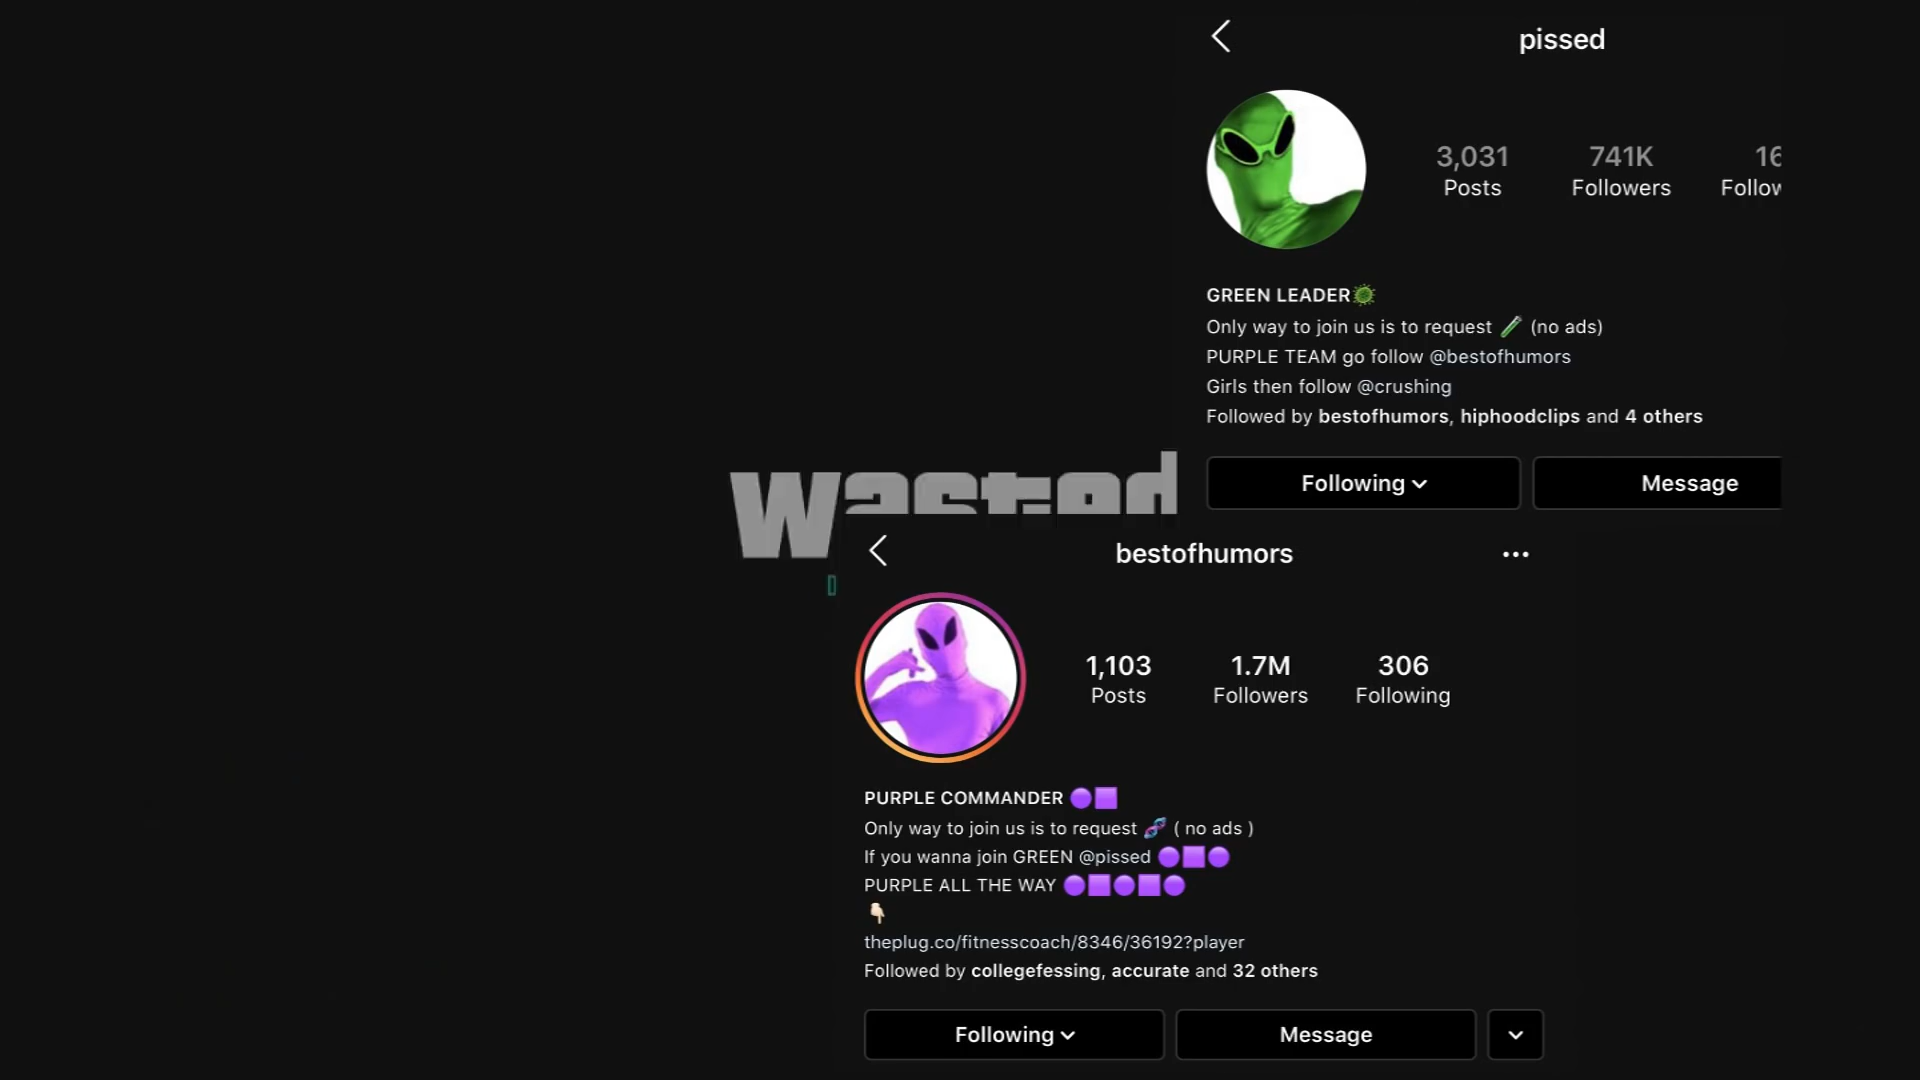 pissed
3,031 741K 16
Posts Followers Follow
GREEN LEADER
Only way to join us is to request (no ads)
PURPLE TEAM go follow @bestofhumors
Girls then follow @crushing
Followed by bestofhumors, hiphoodclips and 4 others
Following Message
Wasted
bestofhumors
1,103 1.7M 306
Posts Followers Following
PURPLE COMMANDER
Only way to join us is to request ( no ads )
If you wanna join GREEN @pissed
PURPLE ALL THE WAY
theplug.co/fitnesscoach/8346/36192?player
Followed by collegefessing, accurate and 32 others
Following Message